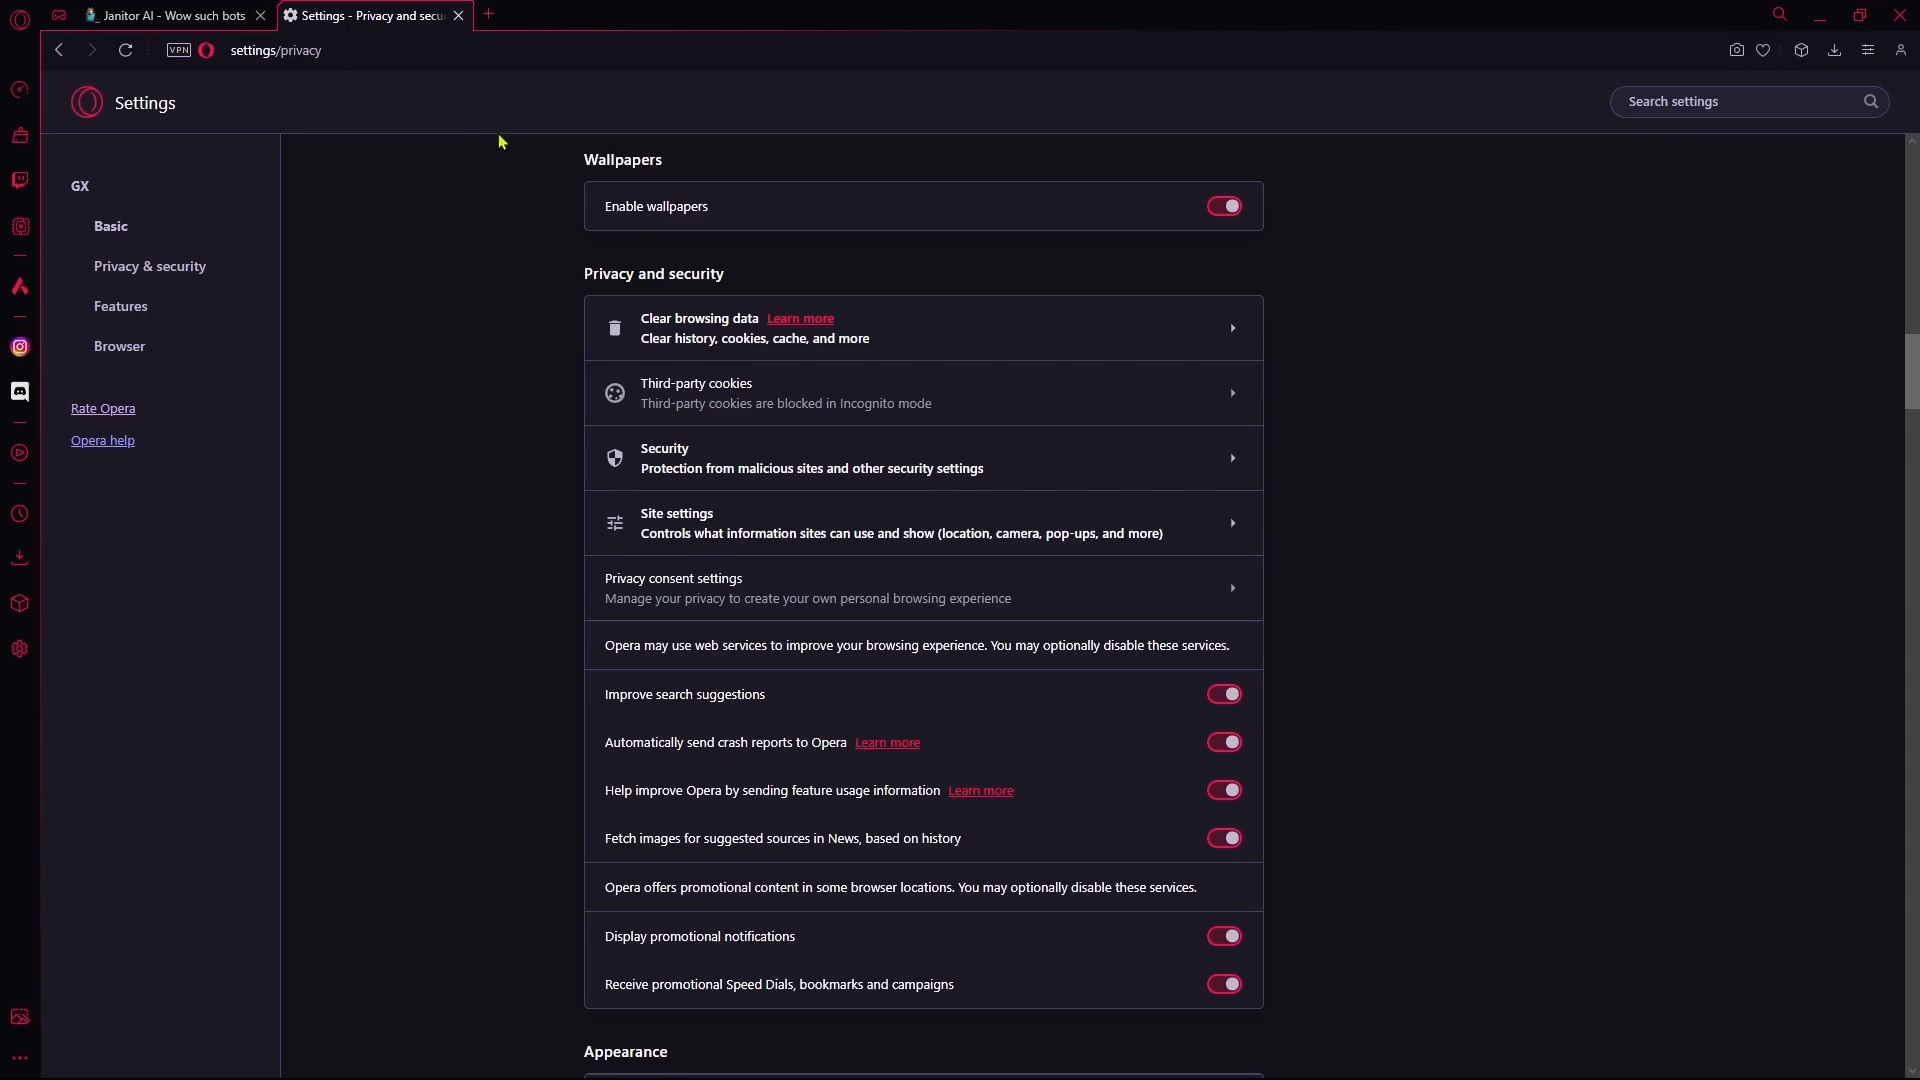 Janitor AI - Wow such bots
Settings - Privacy and secu
VPN
settings/privacy
Settings
Search settings
GX
Basic
Privacy & security
Features
Browser
Rate Opera
Opera help
Wallpapers
Enable wallpapers
Privacy and security
Clear browsing data Learn more
Clear history, cookies, cache, and more
Third-party cookies
Third-party cookies are blocked in Incognito mode
Security
Protection from malicious sites and other security settings
Site settings
Controls what information sites can use and show (location, camera, pop-ups, and more)
Privacy consent settings
Manage your privacy to create your own personal browsing experience
Opera may use web services to improve your browsing experience. You may optionally disable these services.
Improve search suggestions
Automatically send crash reports to Opera Learn more
Help improve Opera by sending feature usage information Learn more
Fetch images for suggested sources in News, based on history
Opera offers promotional content in some browser locations. You may optionally disable these services.
Display promotional notifications
Receive promotional Speed Dials, bookmarks and campaigns
Appearance